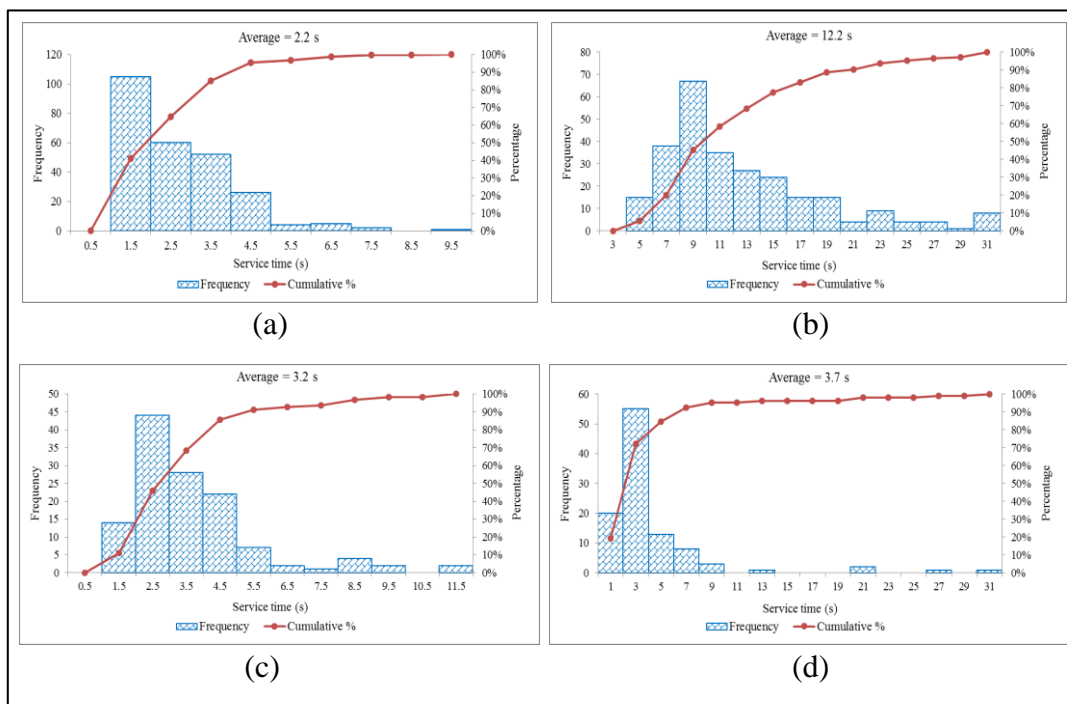 Average = 2.2 s
Frequency
120
100
80
60
40
20
0
100%
90%
80%
70%
60%
50%
40%
30%
20%
10%
0%
Percentage
0.5 1.5 2.5 3.5 4.5 5.5 6.5 7.5 8.5 9.5
Service time (s)
Frequency Cumulative %
(a)
Average = 12.2 s
Frequency
80
70
60
50
40
30
20
10
0
100%
90%
80%
70%
60%
50%
40%
30%
20%
10%
0%
Percentage
3 5 7 9 11 13 15 17 19 21 23 25 27 29 31
Service time (s)
Frequency Cumulative %
(b)
Average = 3.2 s
Frequency
50
45
40
35
30
25
20
15
10
5
0
100%
90%
80%
70%
60%
50%
40%
30%
20%
10%
0%
Percentage
0.5 1.5 2.5 3.5 4.5 5.5 6.5 7.5 8.5 9.5 10.5 11.5
Service time (s)
Frequency Cumulative %
(c)
Average = 3.7 s
Frequency
60
50
40
30
20
10
0
100%
90%
80%
70%
60%
50%
40%
30%
20%
10%
0%
Percentage
1 3 5 7 9 11 13 15 17 19 21 23 25 27 29 31
Service time (s)
Frequency Cumulative %
(d)